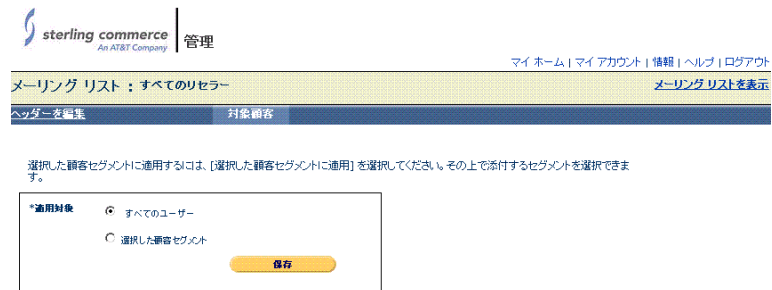 sterling commerce
An AT&T Company
管理
マイ ホーム | マイ アカウント | 情報 | ヘルプ | ログアウト
メーリング リスト : すべてのリセラー
メーリング リストを表示
ヘッダーを編集
対象顧客
選択した顧客セグメントに適用するには、[選択した顧客セグメントに適用] を選択してください。その上で添付するセグメントを選択できま
す。
*適用対象
すべてのユーザー
選択した顧客セグメント
保存